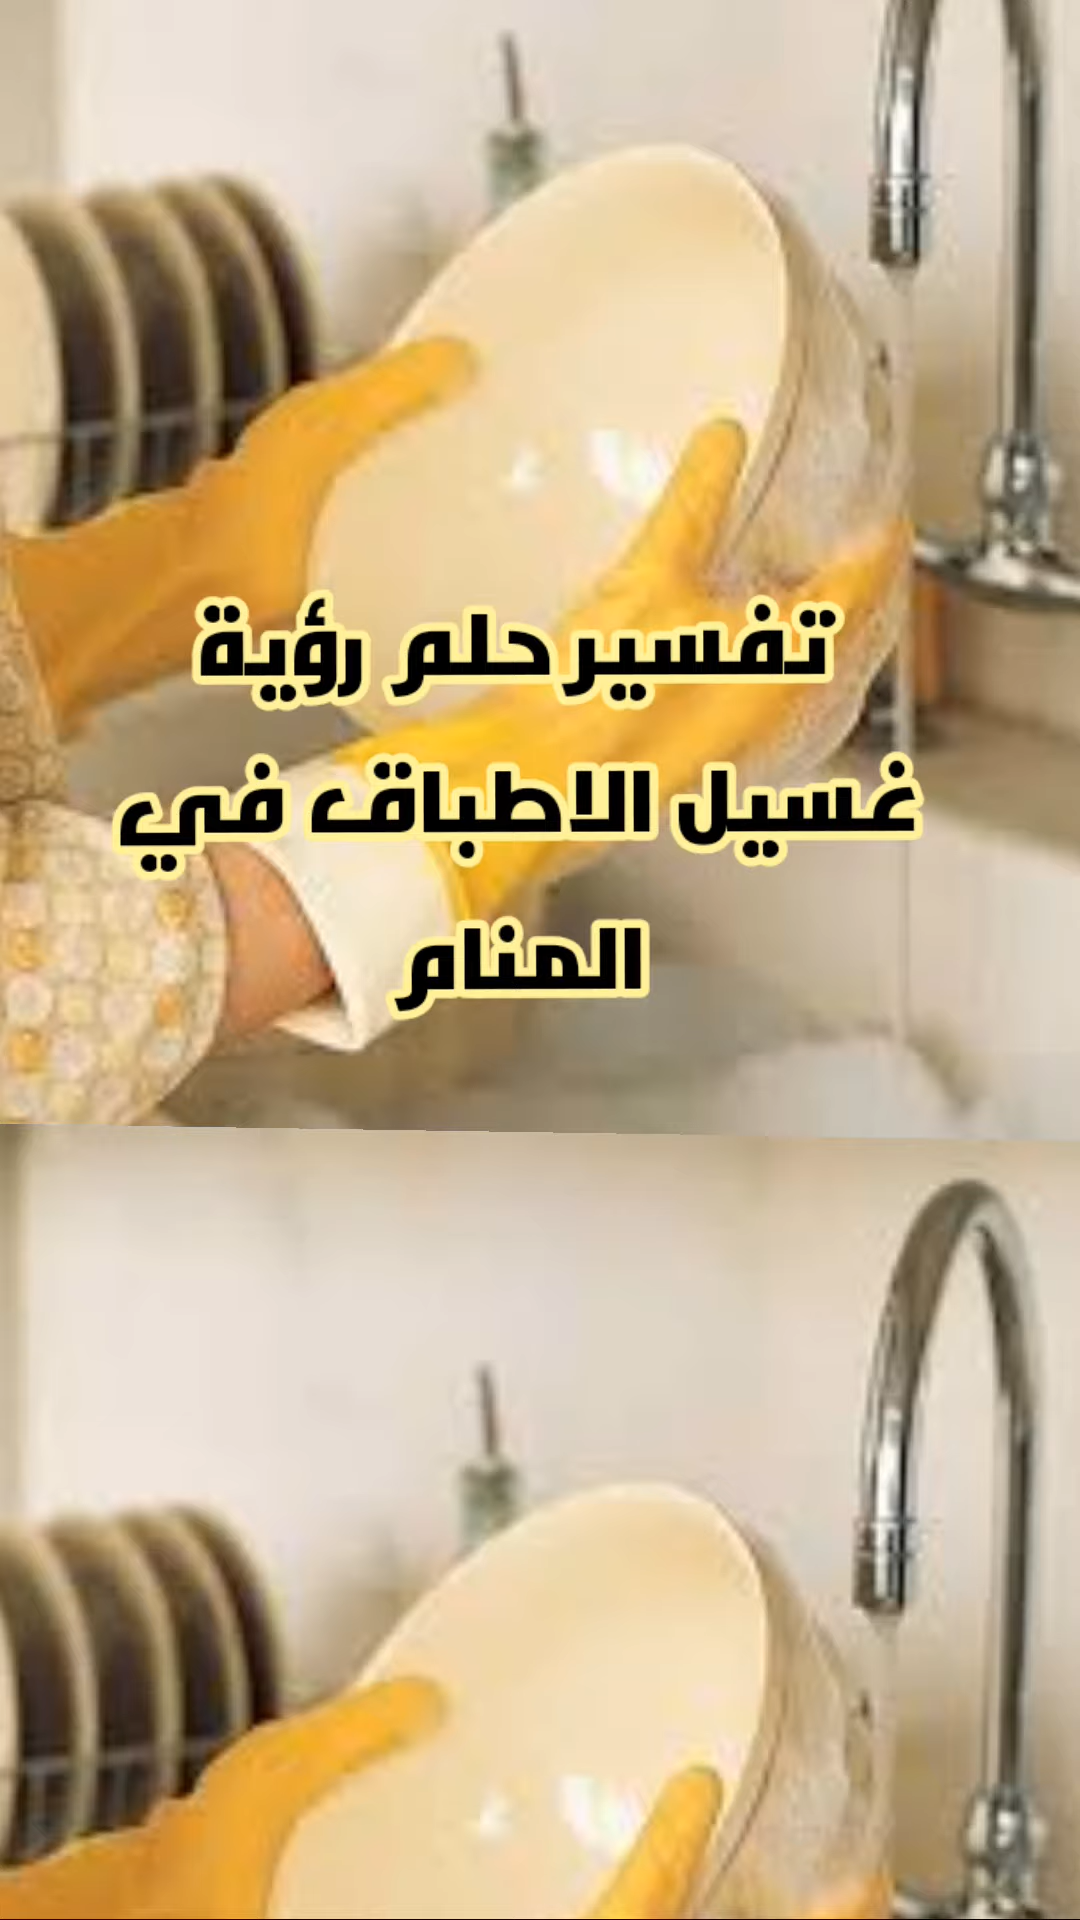 تفسير حلم رؤية
غسيل الاطباق في
المنام